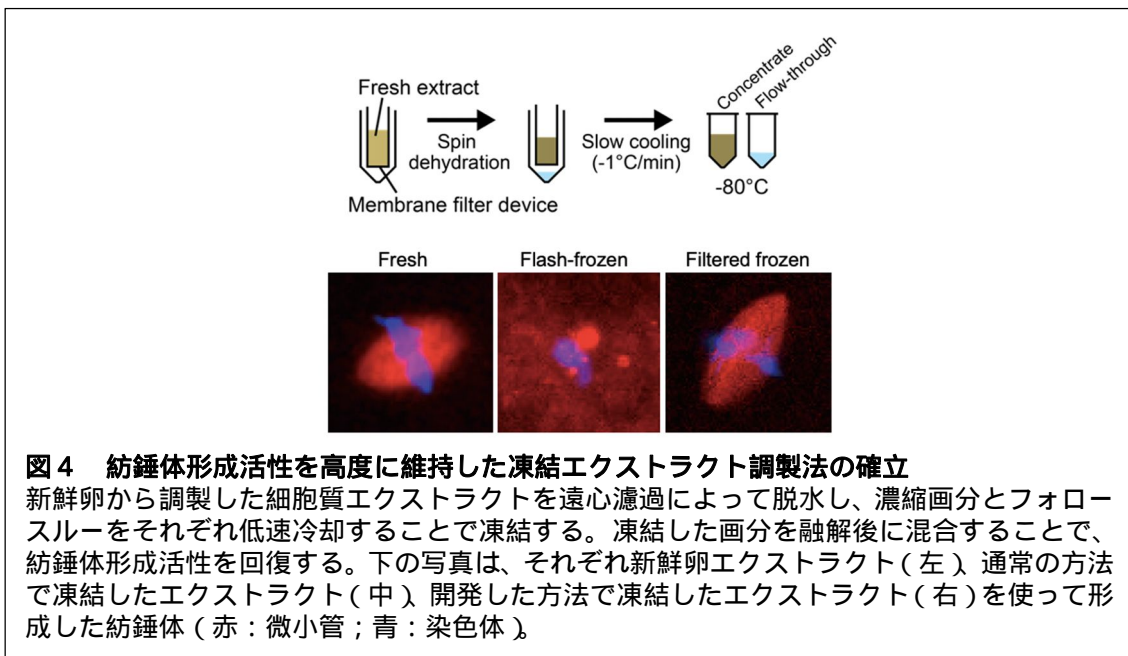 Concentrate
Flow-through
Fresh extract
Spin
dehydration
Slow cooling
(-1°C/min)
-80°C
Membrane filter device
Fresh
Flash-frozen
Filtered frozen
図４　紡錘体形成活性を高度に維持した凍結エクストラクト調製法の確立
新鮮卵から調製した細胞質エクストラクトを遠心濾過によって脱水し、濃縮画分とフォロー
スルーをそれぞれ低速冷却することで凍結する。凍結した画分を融解後に混合することで、
紡錘体形成活性を回復する。下の写真は、それぞれ新鮮卵エクストラクト（左）、通常の方法
で凍結したエクストラクト（中）、開発した方法で凍結したエクストラクト（右）を使って形
成した紡錘体（赤：微小管；青：染色体）。